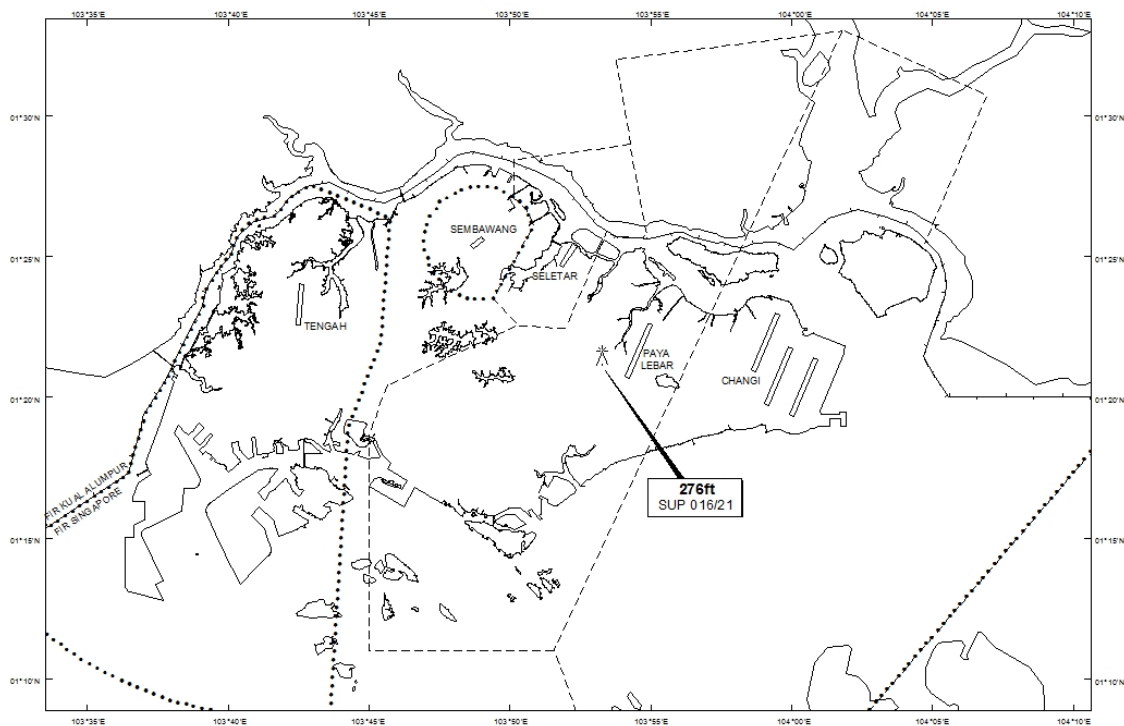 103°35'E 103°40'E 103°45'E 103°50'E 103°55'E 104°00'E 104°05'E 104°10'E
01°30'N 01°30'N
SEMBAWANG
01°25'N 01°25'N
SELETAR
TENGAH
PAYA
LEBAR
CHANGI
01°20'N 01°20'N
FIR KUALALUMPUR
FIR SINGAPORE
276ft
SUP 016/21
01°15'N 01°15'N
01°10'N 01°10'N
103°35'E 103°40'E 103°45'E 103°50'E 103°55'E 104°00'E 104°05'E 104°10'E